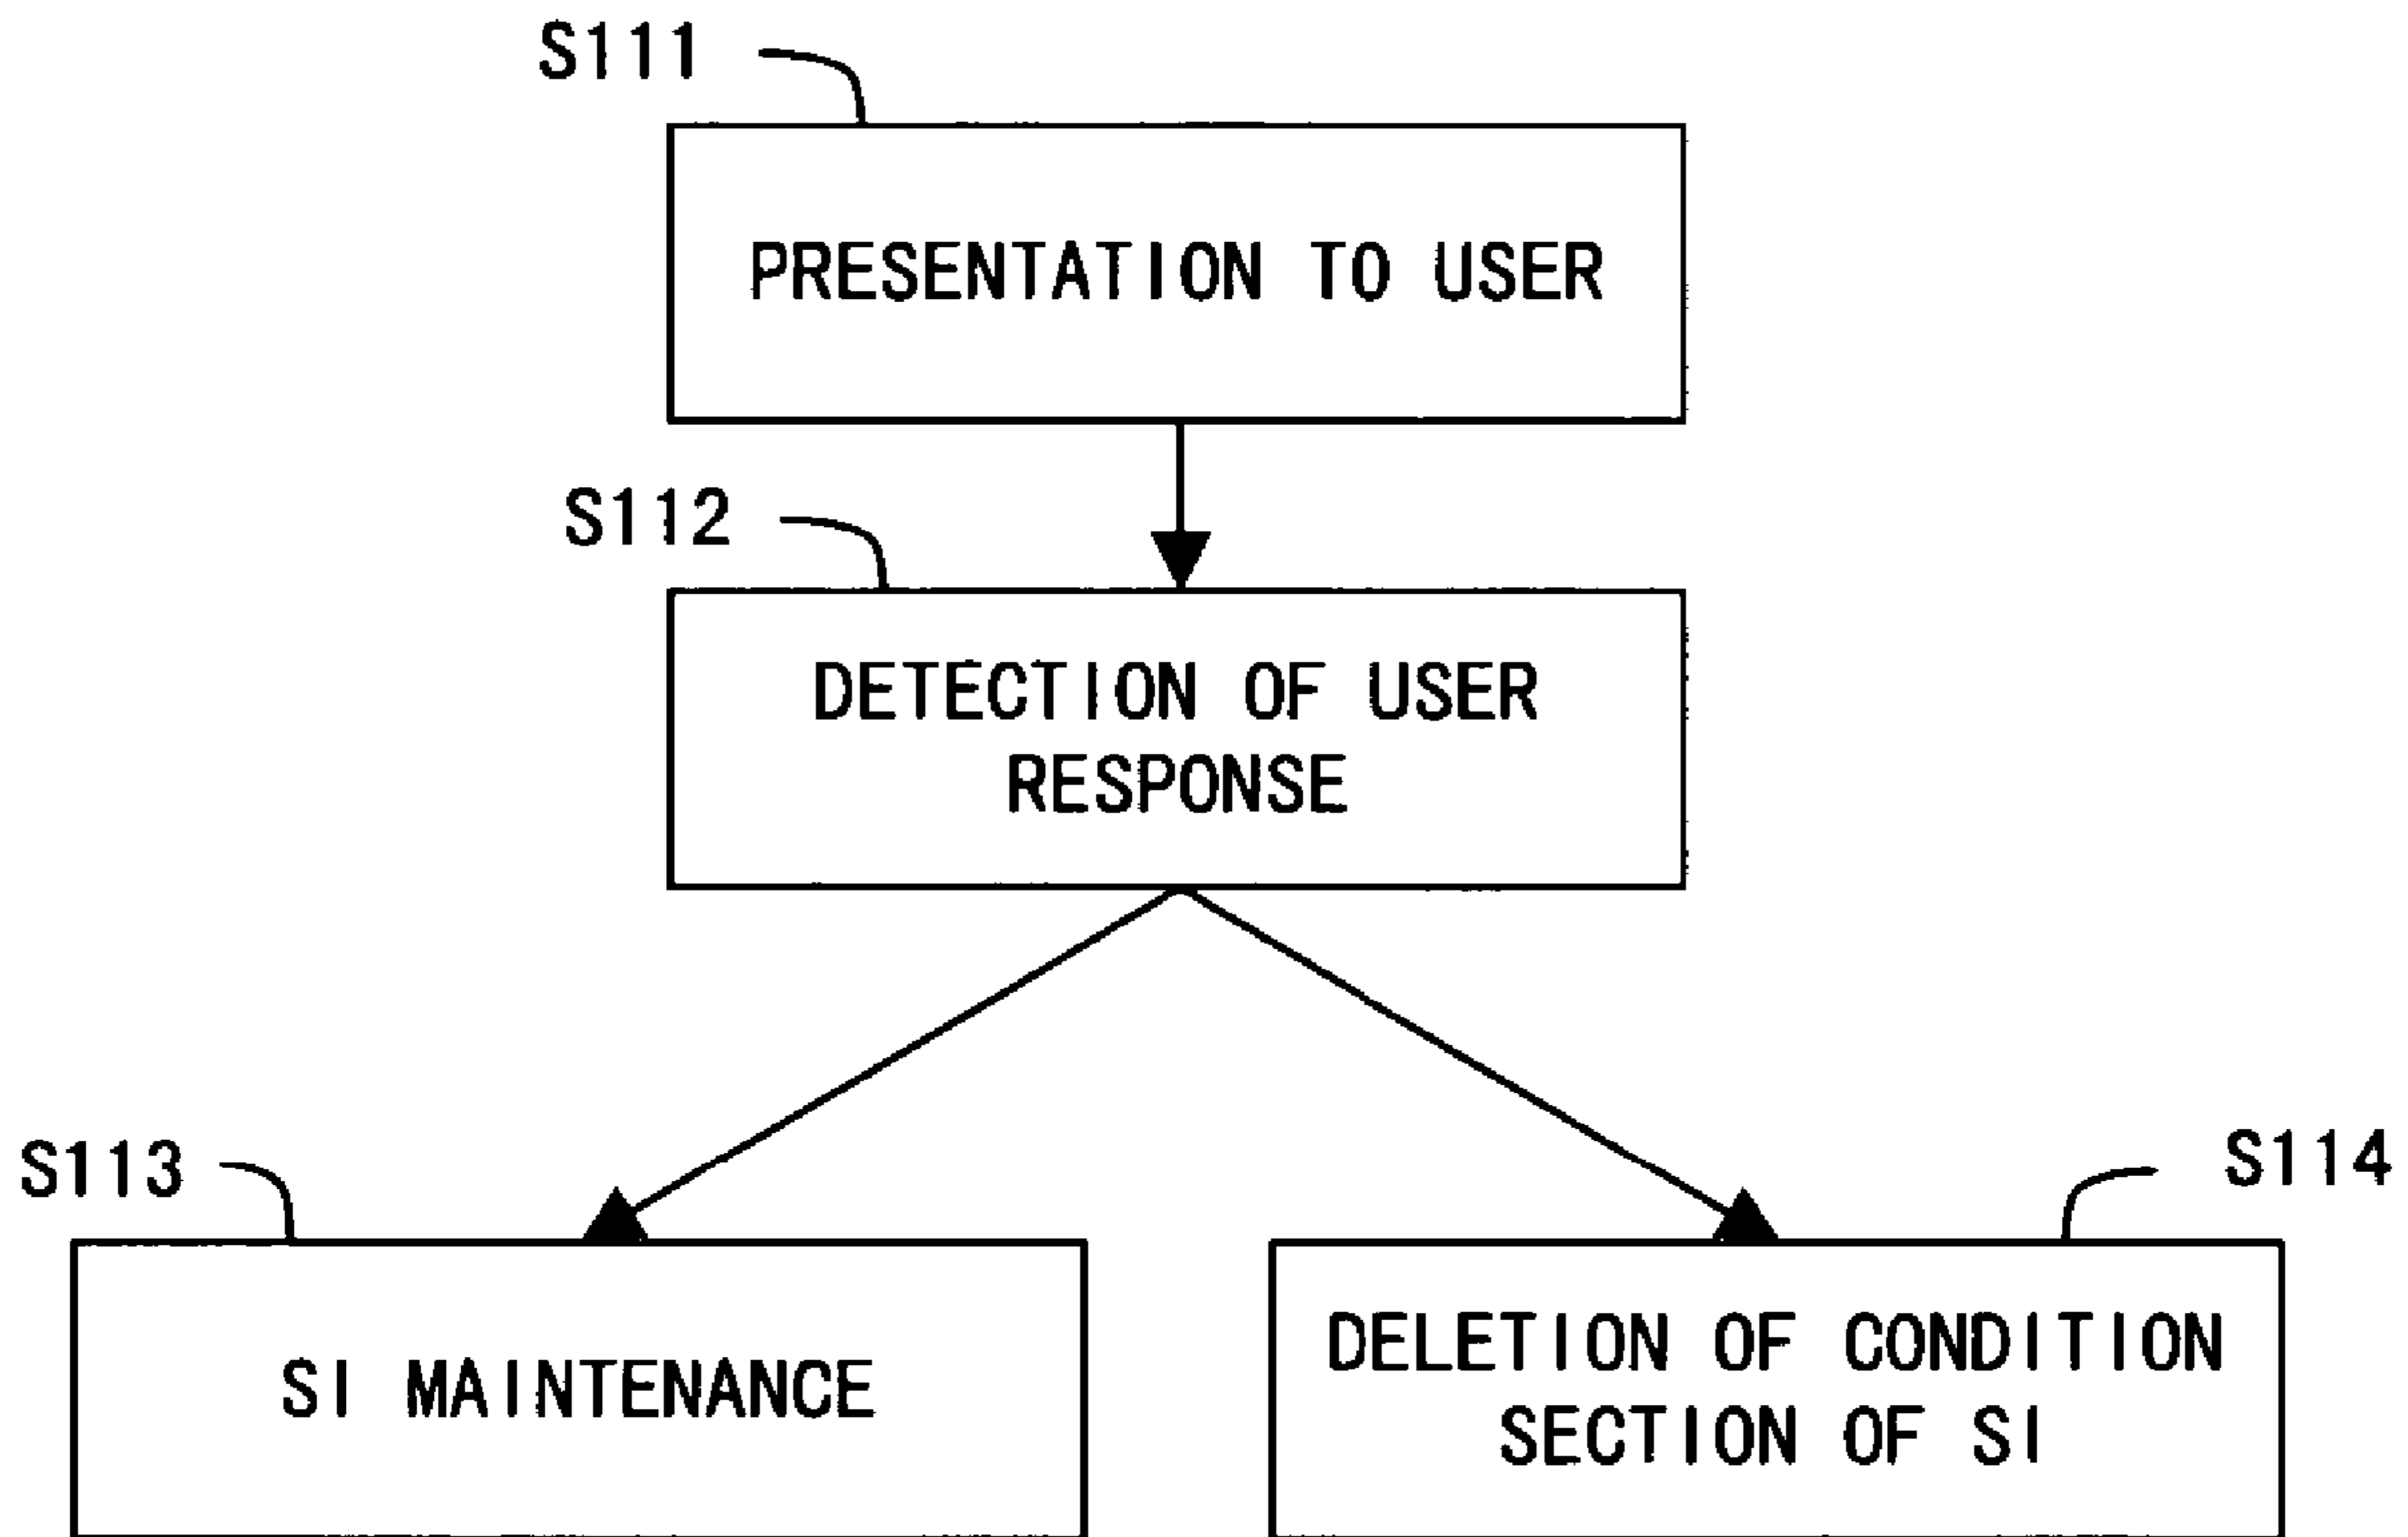 S111
PRESENTATION TO USER
S112
DETECTION OF USER
RESPONSE
S113
SI MAINTENANCE
S114
DELETION OF CONDITION
SECTION OF SI